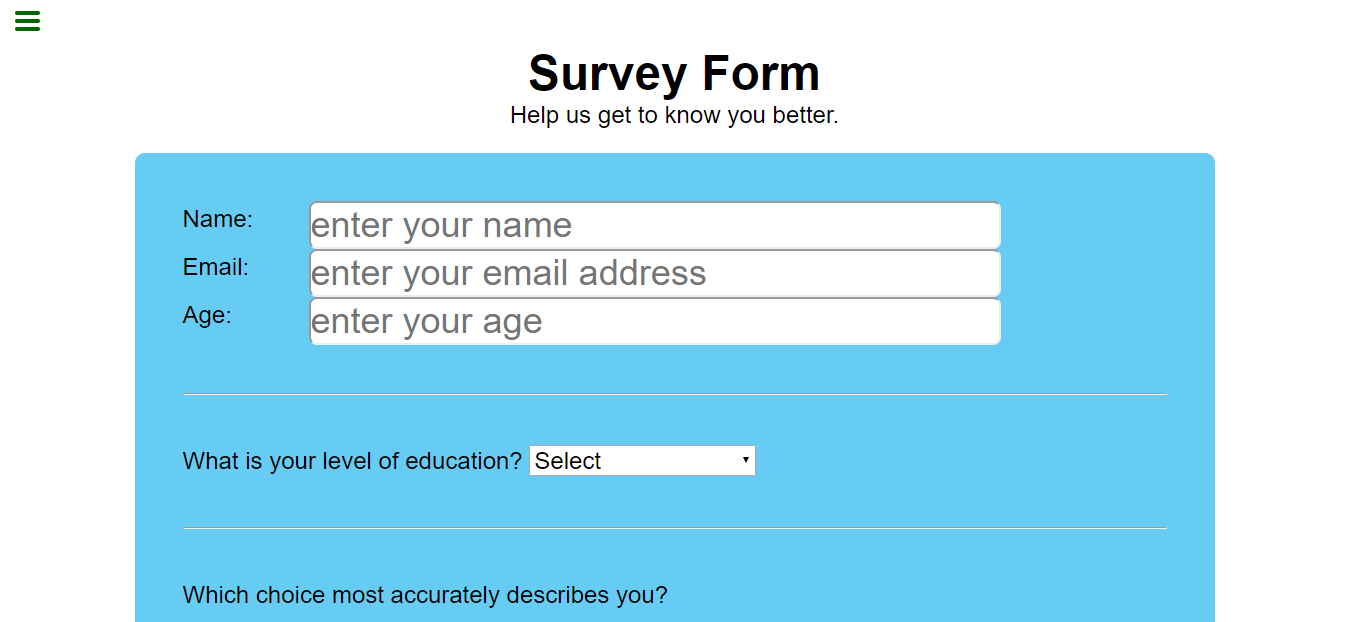 Survey Form
Help us get to know you better.
Name: enter your name
Email: enter your email address
Age: enter your age
What is your level of education? Select
Which choice most accurately describes you?